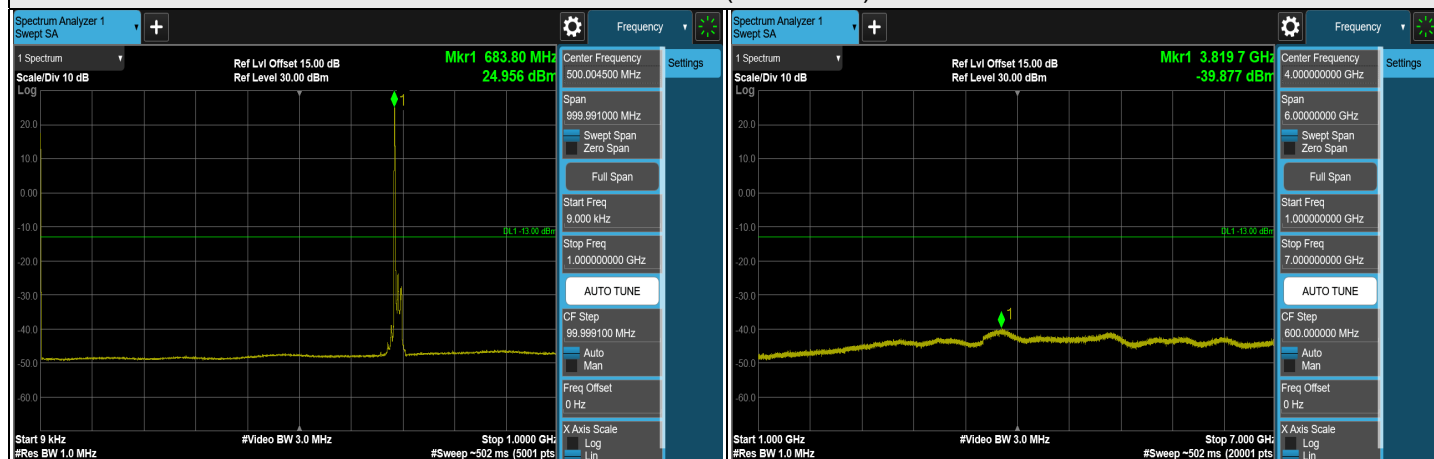 Spectrum Analyzer 1
Swept SA
Frequency
1 Spectrum
Scale/Div 10 dB
Log
Ref Lvl Offset 15.00 dB
Ref Level 30.00 dBm
Mkr1 683.80 MHz
24.956 dBm
1
20.0
10.0
0.00
-10.0
-20.0
-30.0
-40.0
-50.0
-60.0
DL1 -13.00 dBm
Start 9 kHz
#Res BW 1.0 MHz
#Video BW 3.0 MHz
Stop 1.0000 GHz
#Sweep ~502 ms (5001 pts
Center Frequency
500.004500 MHz
Span
999.991000 MHz
Swept Span
Zero Span
Full Span
Start Freq
9.000 kHz
Stop Freq
1.000000000 GHz
AUTO TUNE
CF Step
99.999100 MHz
Auto
Man
Freq Offset
0 Hz
X Axis Scale
Log
Lin
Settings
Spectrum Analyzer 1
Swept SA
Frequency
1 Spectrum
Scale/Div 10 dB
Log
Ref Lvl Offset 15.00 dB
Ref Level 30.00 dBm
Mkr1 3.819 7 GHz
-39.877 dBm
1
20.0
10.0
0.00
-10.0
-20.0
-30.0
-40.0
-50.0
-60.0
DL1 -13.00 dBm
Start 1.000 GHz
#Res BW 1.0 MHz
#Video BW 3.0 MHz
Stop 7.000 GHz
#Sweep ~502 ms (20001 pts
Center Frequency
4.000000000 GHz
Span
6.00000000 GHz
Swept Span
Zero Span
Full Span
Start Freq
1.000000000 GHz
Stop Freq
7.000000000 GHz
AUTO TUNE
CF Step
600.000000 MHz
Auto
Man
Freq Offset
0 Hz
X Axis Scale
Log
Lin
Settings